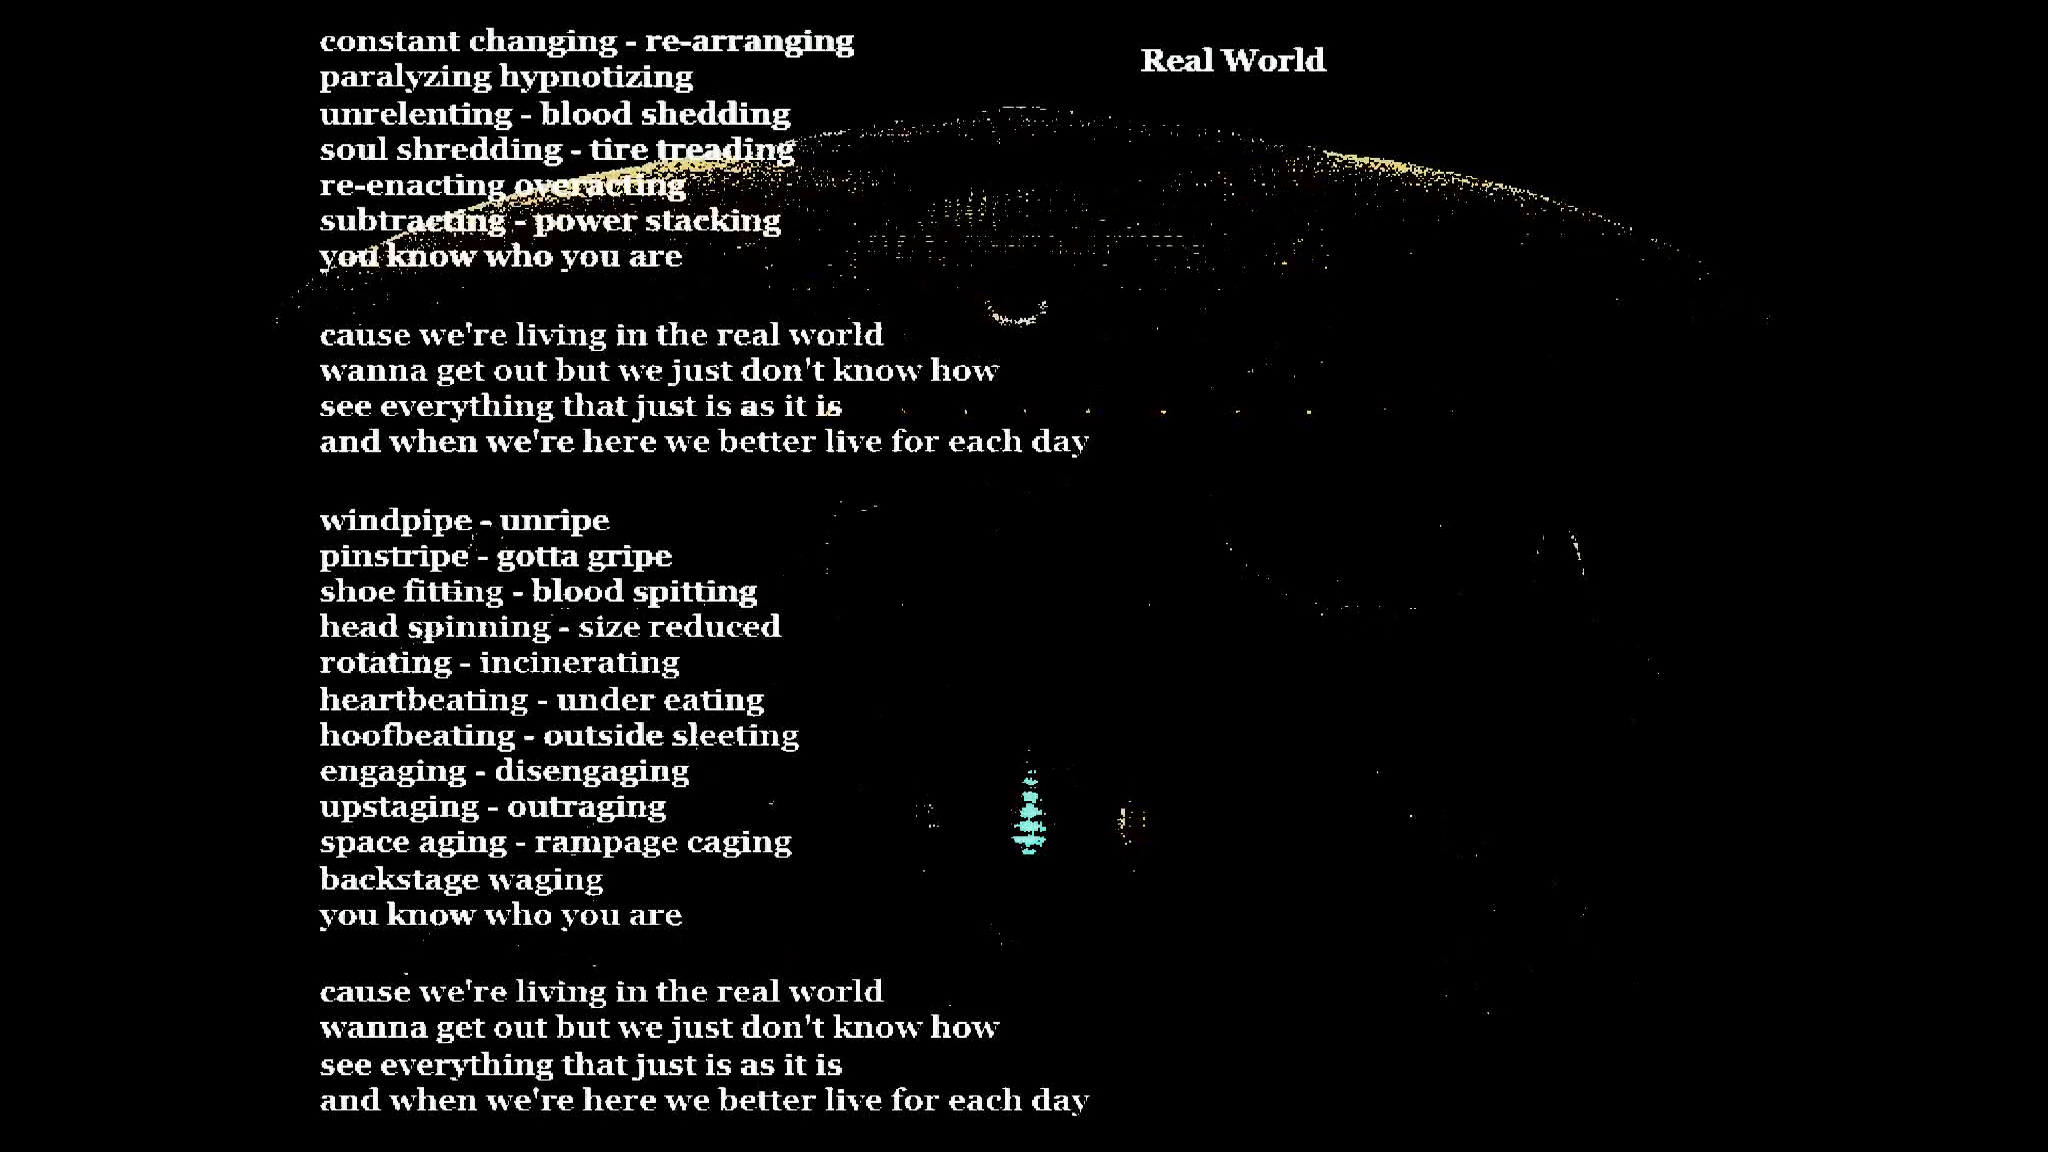 Real World
constant changing - re-arranging
paralyzing hypnotizing
unrelenting - blood shedding
soul shredding - tire treading
re-enacting overacting
subtracting - power stacking
you know who you are
cause we're living in the real world
wanna get out but we just don't know how
see everything that just is as it is
and when we're here we better live for each day
windpipe - unripe
pinstripe - gotta gripe
shoe fitting - blood spitting
head spinning - size reduced
rotating - incinerating
heartbeating - under eating
hoofbeating - outside sleeting
engaging - disengaging
upstaging - outraging
space aging - rampage caging
backstage waging
you know who you are
cause we're living in the real world
wanna get out but we just don't know how
see everything that just is as it is
and when we're here we better live for each day